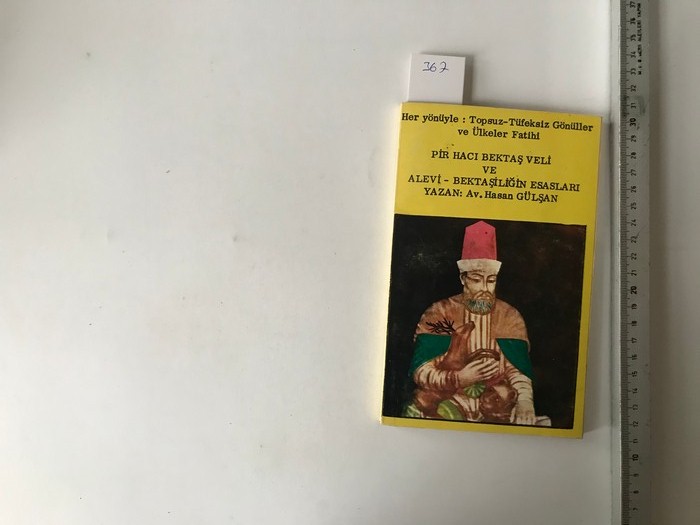 367
Her yönüyle : Topsuz-Tüfeksiz Gönüller
ve Ülkeler Fatihi
PİR HACI BEKTAŞ VELİ
VE
ALEVİ - BEKTAŞİLİĞİN ESASLARI
YAZAN: Av. Hasan GÜLŞAN